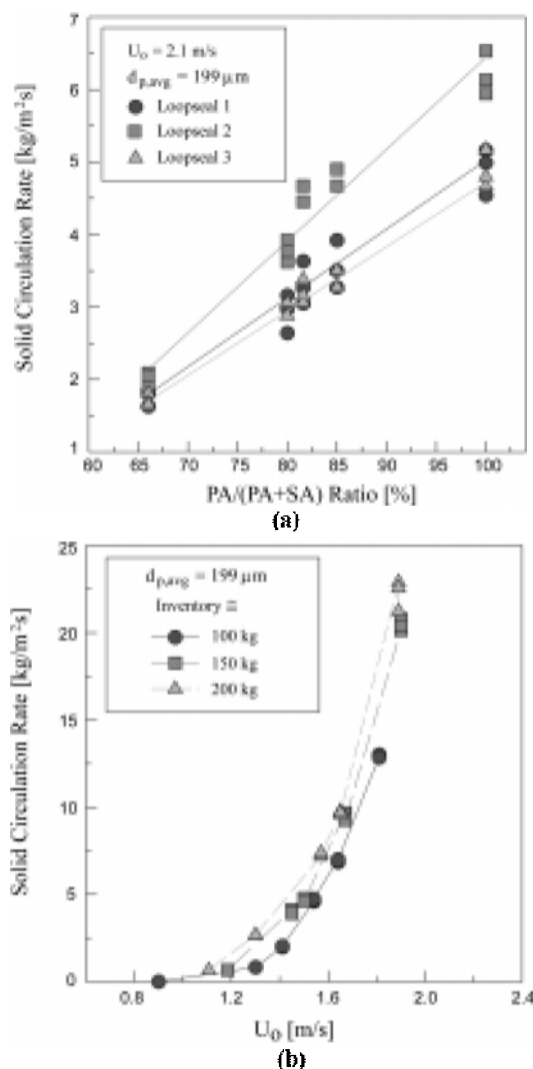 7
6
5
4
3
2
1
Solid Circulation Rate [kg/m²s]
U₀ = 2.1 m/s
dp,avg = 199 μm
Loopseal 1
Loopseal 2
Loopseal 3
60 65 70 75 80 85 90 95 100
PA/(PA+SA) Ratio [%]
(a)
25
20
15
10
5
0
Solid Circulation Rate [kg/m²s]
dp,avg = 199 μm
Inventory ≅
100 kg
150 kg
200 kg
0.8 1.2 1.6 2.0 2.4
U₀ [m/s]
(b)